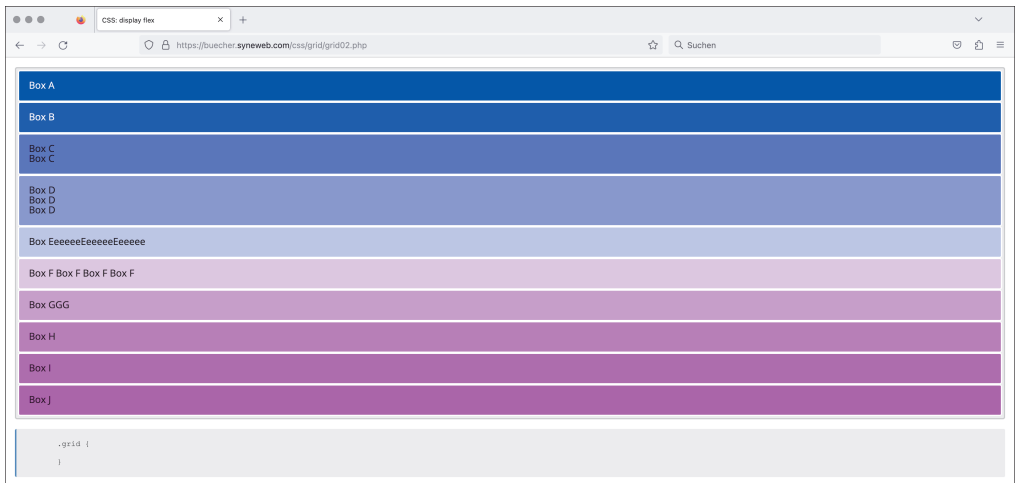 CSS: display flex
https://buecher.syneweb.com/css/grid/grid02.php
Suchen
Box A
Box B
Box C
Box C
Box D
Box D
Box D
Box EeeeeeEeeeeeEeeeee
Box F Box F Box F Box F
Box GGG
Box H
Box I
Box J
.grid {
}